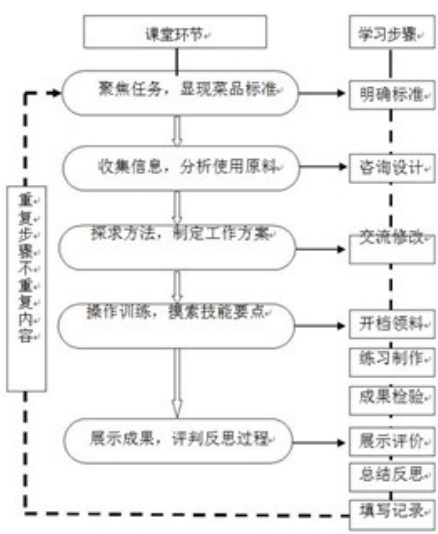 课堂环节
学习步骤
聚焦任务，显现菜品标准
明确标准
收集信息，分析使用原料
咨询设计
重复步骤不重复内容
探求方法，制定工作方案
交流修改
操作训练，摸索技能要点
开档领料
练习制作
成果检验
展示成果，评判反思过程
展示评价
总结反思
填写记录